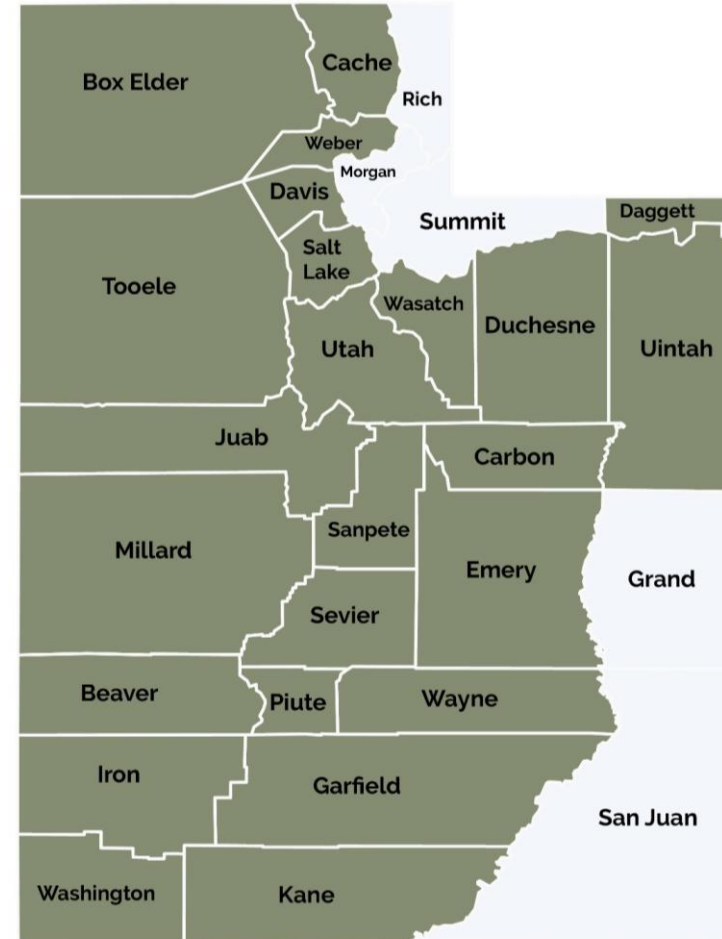 Cache
Box Elder
Rich
Weber
Morgan
Davis
Daggett
Summit
Salt
Lake
Tooele
Wasatch
Duchesne
Utah
Uintah
Juab
Carbon
Sanpete
Millard
Emery
Grand
Sevier
Beaver
Piute
Wayne
Iron
Garfield
San Juan
Washington
Kane